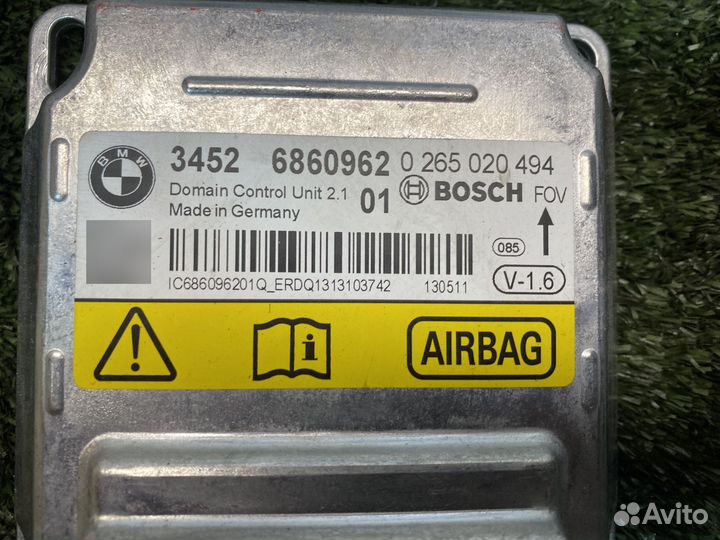 BMW
3452 6860962 0 265 020 494
Domain Control Unit 2.1 01 BOSCH FOV
Made in Germany
085
IC686096201Q_ERDQ1313103742 130511 V-1.6
i AIRBAG
Avito